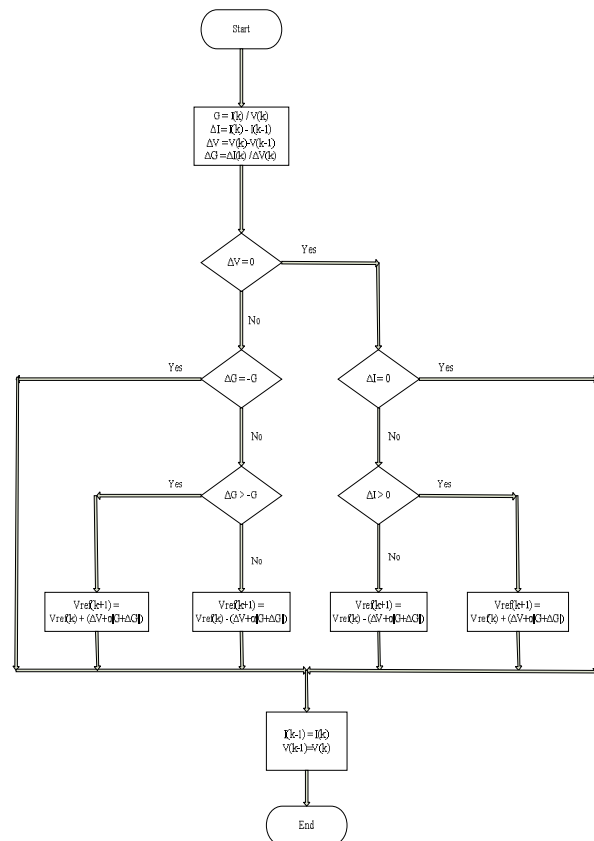 Start
G = I(k) / V(k)
ΔI = I(k) - I(k-1)
ΔV = V(k)-V(k-1)
ΔG = ΔI(k) / ΔV(k)
ΔV = 0
Yes
No
Yes
ΔG = -G
ΔI = 0
Yes
No
No
Yes
ΔG > -G
ΔI > 0
Yes
No
No
Vref(k+1) =
Vref(k) + (ΔV+α|G+ΔG|)
Vref(k+1) =
Vref(k) - (ΔV+α|G+ΔG|)
Vref(k+1) =
Vref(k) - (ΔV+α|G+ΔG|)
Vref(k+1) =
Vref(k) + (ΔV+α|G+ΔG|)
I(k-1) = I(k)
V(k-1)=V(k)
End